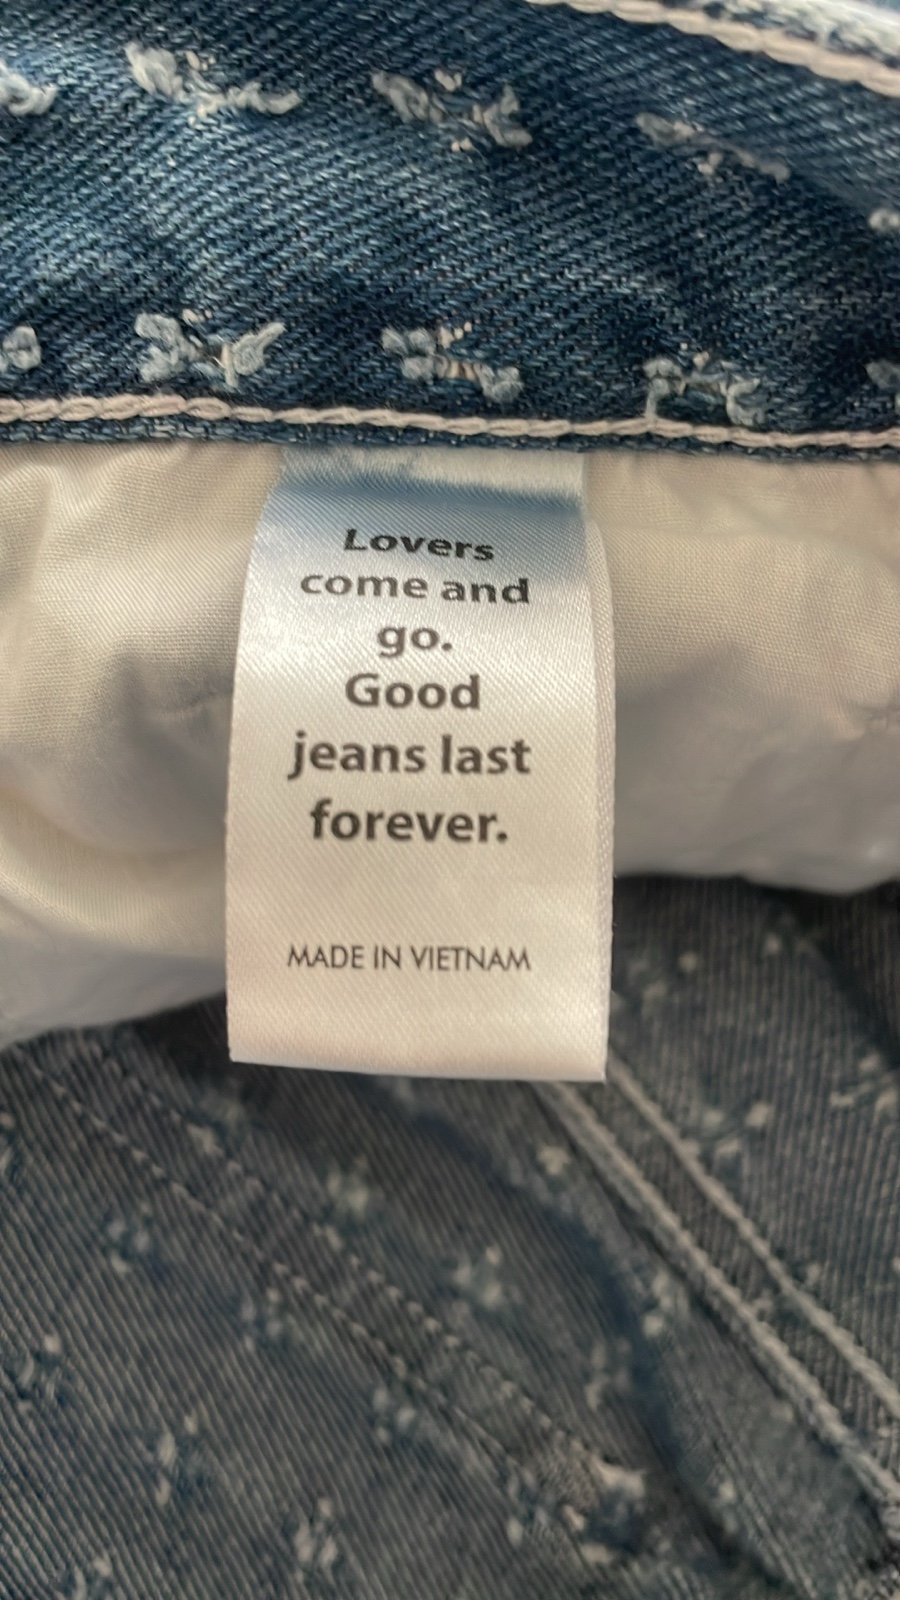 Lovers
come and
go.
Good
jeans last
forever.
MADE IN VIETNAM